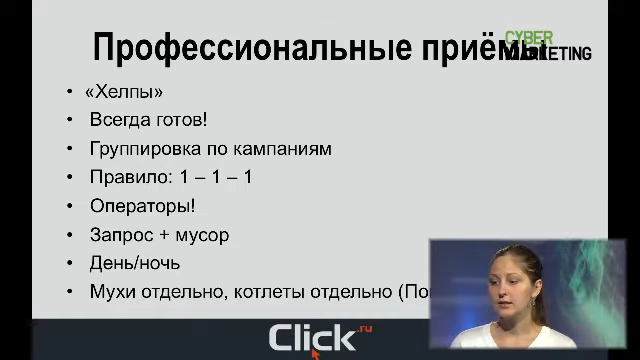 Профессиональные приёмы
CYBER
MARKETING
• «Хелпы»
• Всегда готов!
• Группировка по кампаниям
• Правило: 1 – 1 – 1
• Операторы!
• Запрос + мусор
• День/ночь
• Мухи отдельно, котлеты отдельно
Click.ru